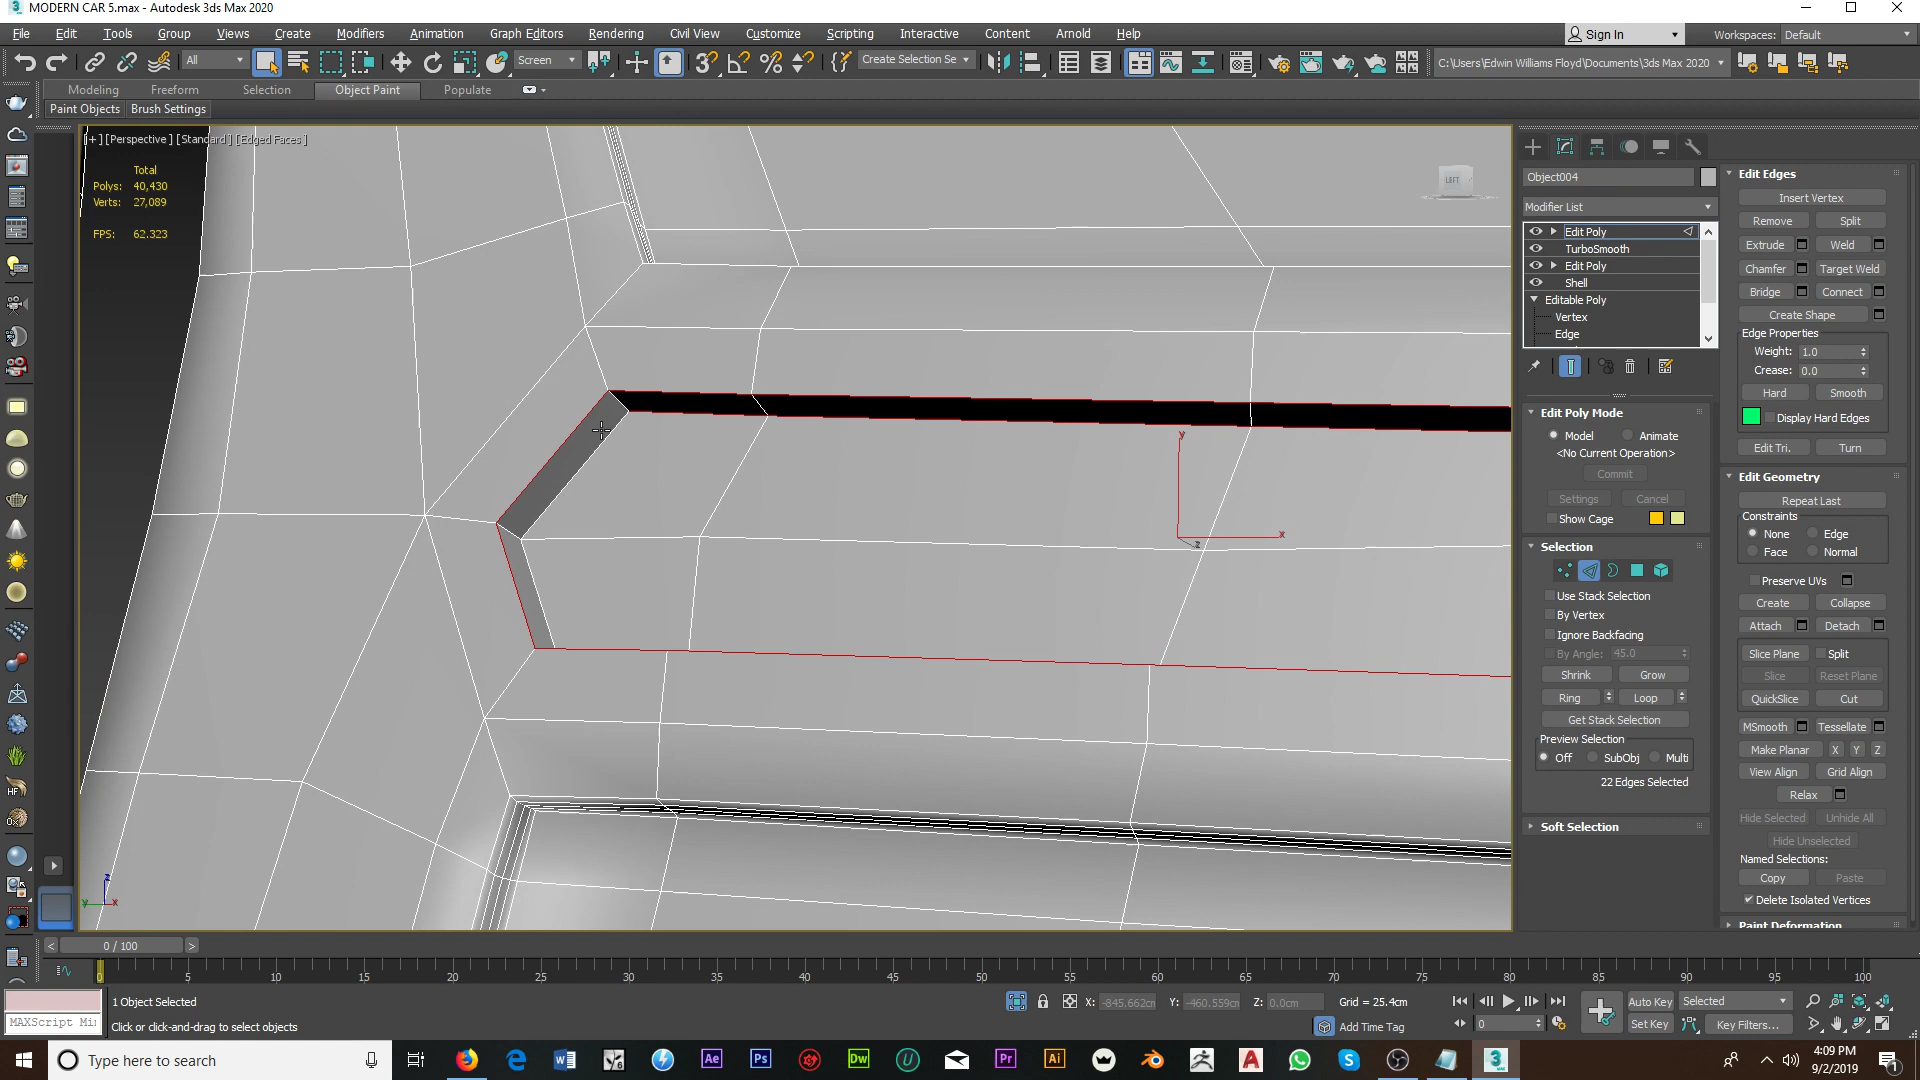 MODERN CAR 5.max - Autodesk 3ds Max 2020
File Edit Tools Group Views Create Modifiers Animation Graph Editors Rendering Civil View Customize Scripting Interactive Content Arnold Help
Sign In Workspaces: Default
All Screen Create Selection Se C:\Users\Edwin Williams Floyd\Documents\3ds Max 2020
Modeling Freeform Selection Object Paint Populate
Paint Objects Brush Settings
[+] [Perspective] [Standard] [Edged Faces]
Total
Polys: 40,430
Verts: 27,089
FPS: 62.323
LEFT
y
x
z
z
y x
Object004
Modifier List
Edit Poly
TurboSmooth
Edit Poly
Shell
Editable Poly
Vertex
Edge
Edit Poly Mode
Model Animate
<No Current Operation>
Commit
Settings Cancel
Show Cage
Selection
Use Stack Selection
By Vertex
Ignore Backfacing
By Angle: 45.0
Shrink Grow
Ring Loop
Get Stack Selection
Preview Selection
Off SubObj Multi
22 Edges Selected
Soft Selection
Edit Edges
Insert Vertex
Remove Split
Extrude Weld
Chamfer Target Weld
Bridge Connect
Create Shape
Edge Properties
Weight: 1.0
Crease: 0.0
Hard Smooth
Display Hard Edges
Edit Tri. Turn
Edit Geometry
Repeat Last
Constraints
None Edge
Face Normal
Preserve UVs
Create Collapse
Attach Detach
Slice Plane Split
Slice Reset Plane
QuickSlice Cut
MSmooth Tessellate
Make Planar X Y Z
View Align Grid Align
Relax
Hide Selected Unhide All
Hide Unselected
Named Selections:
Copy Paste
Delete Isolated Vertices
Paint Deformation
< 0 / 100 >
0 5 10 15 20 25 30 35 40 45 50 55 60 65 70 75 80 85 90 95 100
1 Object Selected X: -845.662cm Y: -460.559cm Z: 0.0cm Grid = 25.4cm Auto Key Selected
MAXScript Mi Click or click-and-drag to select objects Add Time Tag 0 Set Key Key Filters...
Type here to search
4:09 PM
9/2/2019